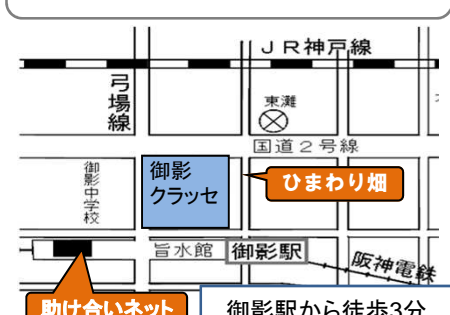 JR神戸線
弓場線
東灘
国道2号線
御影中学校
御影
クラッセ
ひまわり畑
旨水館
御影駅
阪神電鉄
助け合いネット
御影駅から徒歩3分